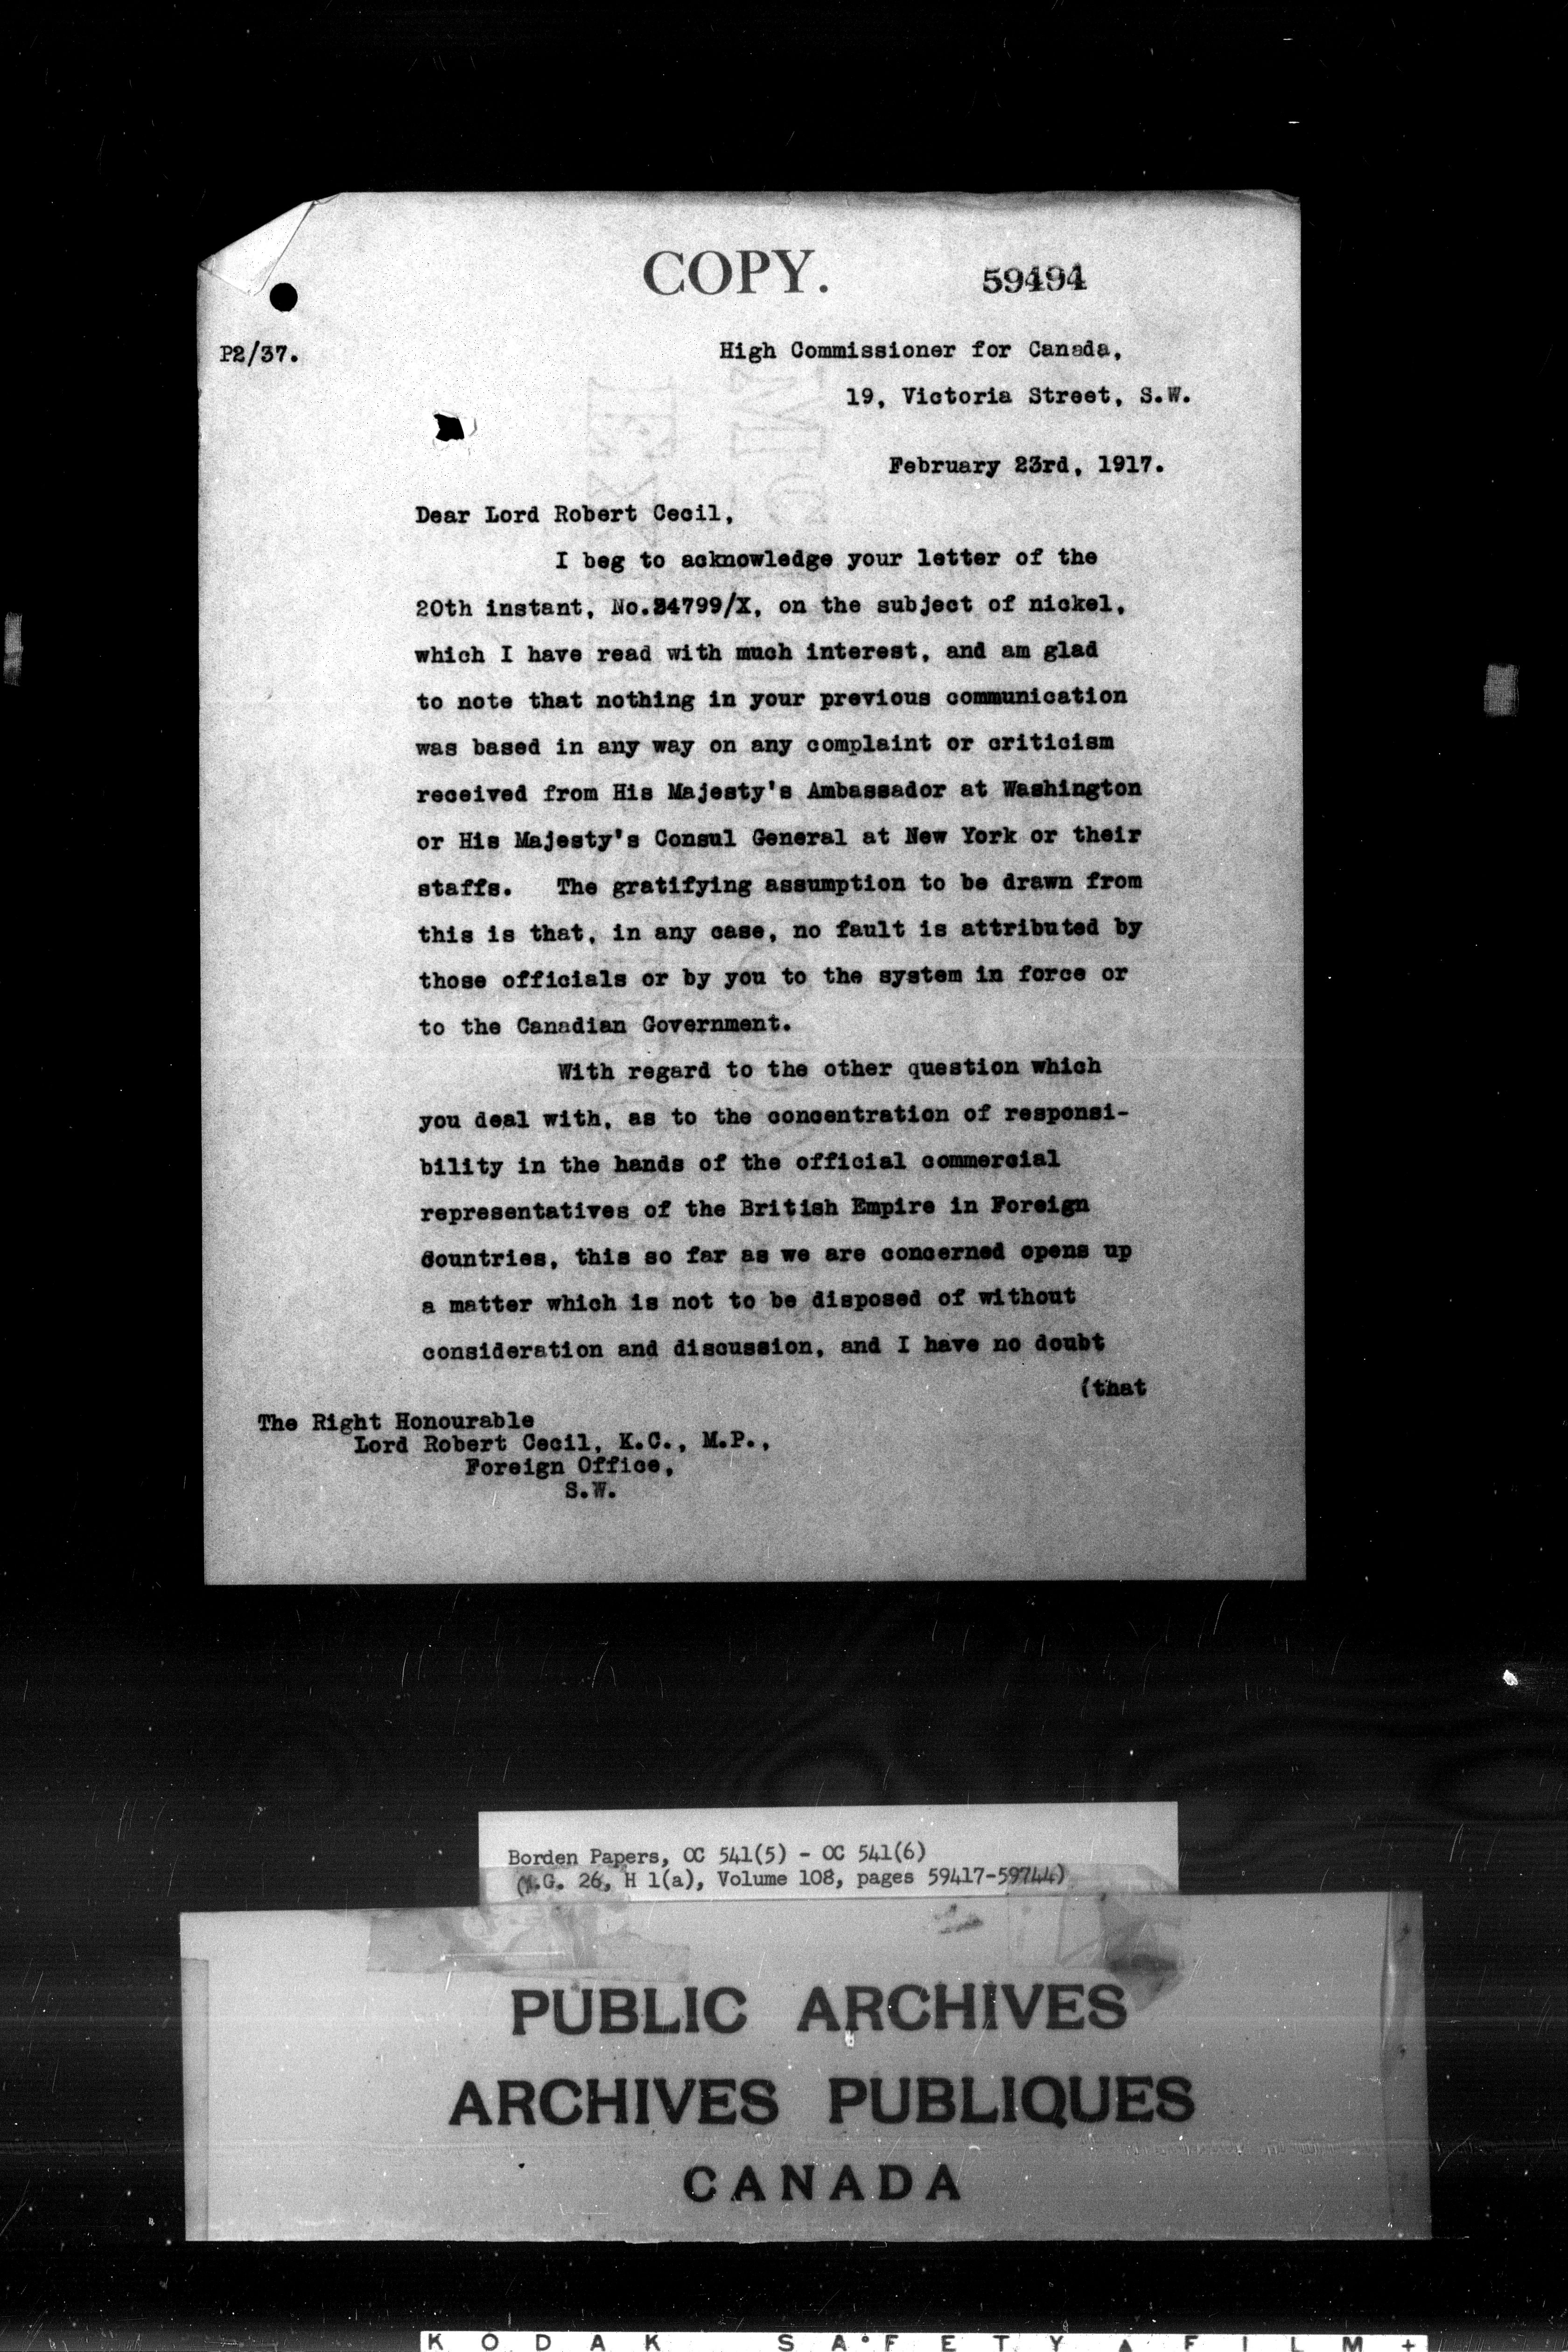 COPY.
59494
P2/37.
High Commissioner for Canada,
19, Victoria Street, S.W.
February 23rd, 1917.
Dear Lord Robert Cecil,
I beg to acknowledge your letter of the
20th instant, No.34799/X, on the subject of nickel,
which I have read with much interest, and am glad
to note that nothing in your previous communication
was based in any way on any complaint or criticism
received from His Majesty's Ambassador at Washington
or His Majesty's Consul General at New York or their
staffs. The gratifying assumption to be drawn from
this is that, in any case, no fault is attributed by
those officials or by you to the system in force or
to the Canadian Government.
With regard to the other question which
you deal with, as to the concentration of responsi-
bility in the hands of the official commercial
representatives of the British Empire in Foreign
Countries, this so far as we are concerned opens up
a matter which is not to be disposed of without
consideration and discussion, and I have no doubt
(that
The Right Honourable
Lord Robert Cecil, K.C., M.P.,
Foreign Office,
S.W.
Borden Papers, OC 541(5) - OC 541(6)
(M.G. 26, H 1(a), Volume 108, pages 59417-59744)
PUBLIC ARCHIVES
ARCHIVES PUBLIQUES
CANADA
KODAK SAFETY FILM